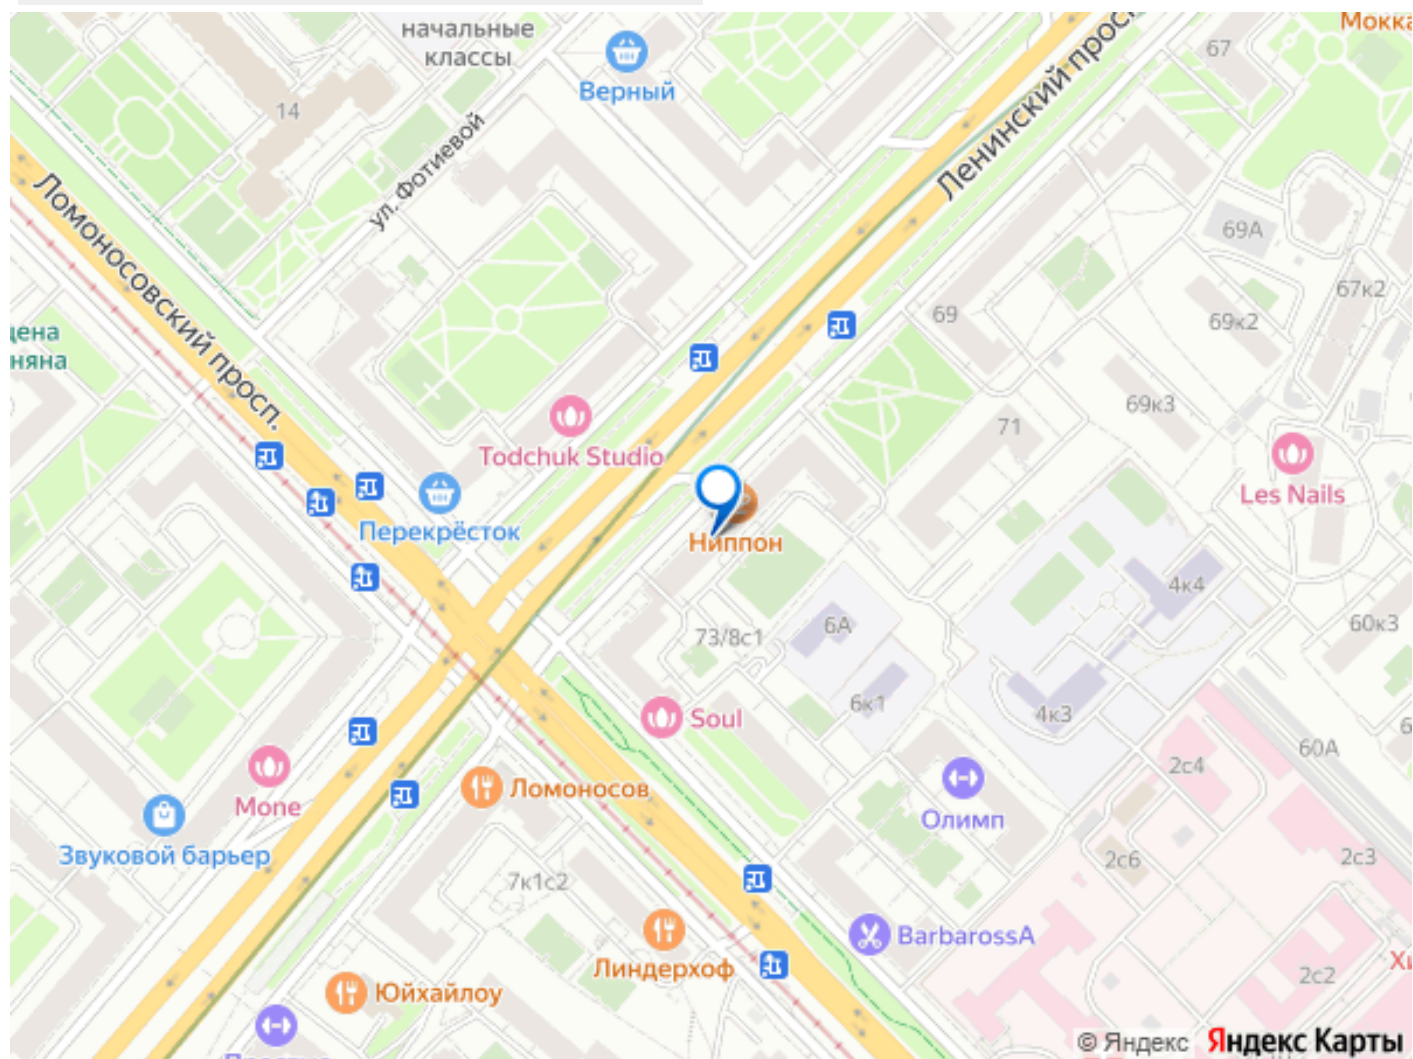 начальные
классы
Верный
Мокка
67
14
ул. Фотиевой
Ленинский просп
Ломоносовский просп.
69А
67к2
69к2
69
цена
няна
69к3
71
Todchuk Studio
Les Nails
Перекрёсток
Ниппон
4к4
6А
73/8с1
60к3
6к1
4к3
Soul
60А
6
2с4
Ломоносов
Олимп
Mone
Звуковой барьер
2с6
2с3
7к1с2
BarbarossA
Линдерхоф
Хи
2с2
Юйхайлоу
© Яндекс Яндекс Карты